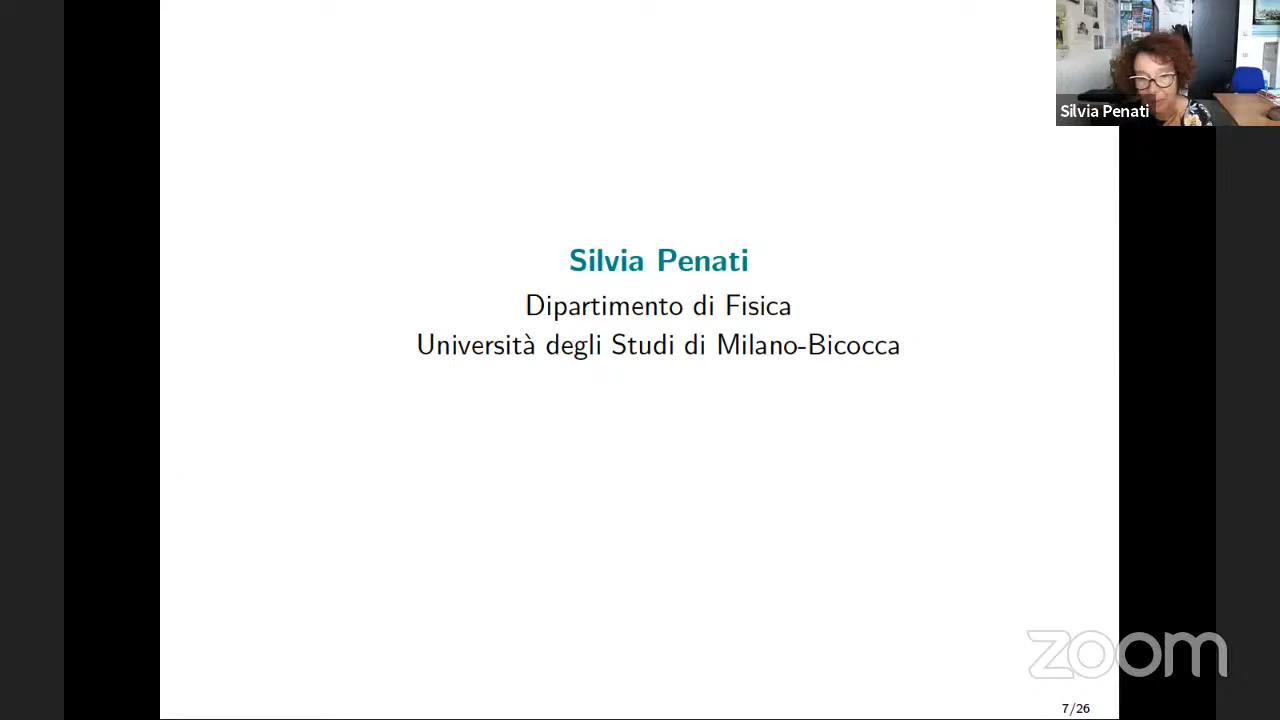 Silvia Penati
Silvia Penati
Dipartimento di Fisica
Università degli Studi di Milano-Bicocca
zoom
7/26